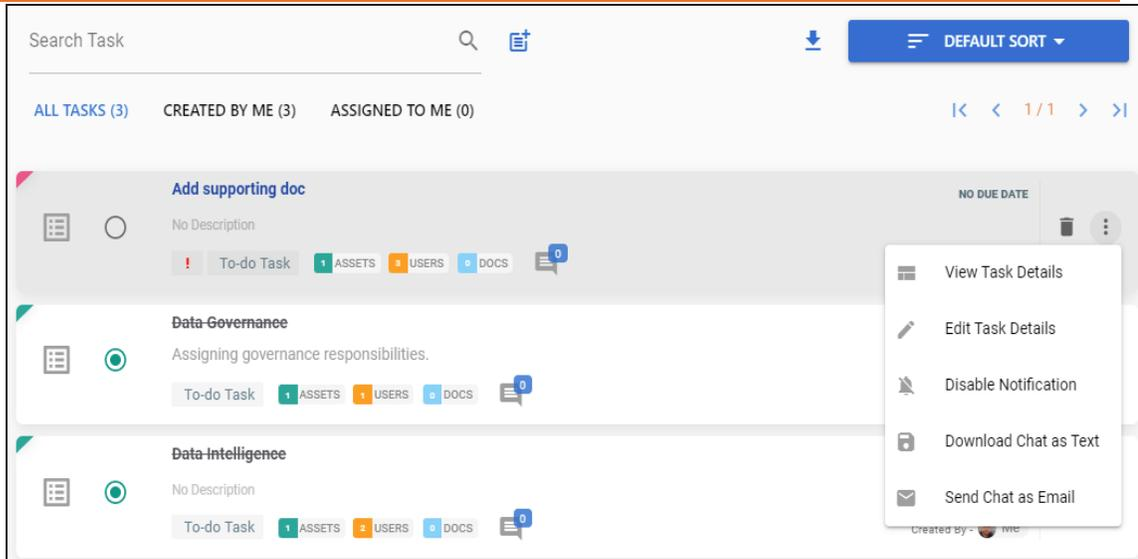 Search Task
DEFAULT SORT
ALL TASKS (3) CREATED BY ME (3) ASSIGNED TO ME (0)
1 / 1
Add supporting doc
NO DUE DATE
No Description
! To-do Task 1 ASSETS 3 USERS 0 DOCS 0
View Task Details
Edit Task Details
Disable Notification
Download Chat as Text
Send Chat as Email
Data Governance
Assigning governance responsibilities.
To-do Task 1 ASSETS 1 USERS 0 DOCS 0
Data Intelligence
No Description
To-do Task 1 ASSETS 2 USERS 0 DOCS 0
Created By - Me